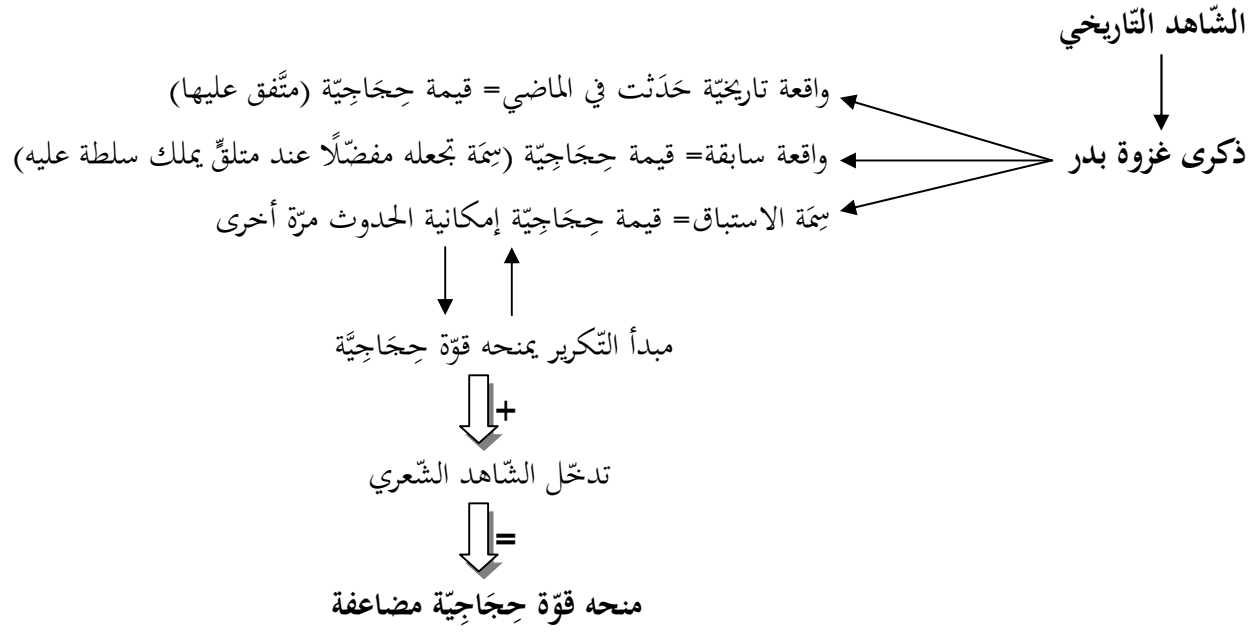 الشّاهد التّاريخي
واقعة تاريخيّة حَدَثت في الماضي= قيمة حِجَاجِيّة (متَّفق عليها)
ذكرى غزوة بدر
واقعة سابقة= قيمة حِجَاجِيّة (سِمَة تجعله مفضّلًا عند متلقٍّ يملك سلطة عليه)
سِمَة الاستباق= قيمة حِجَاجِيّة إمكانية الحدوث مرّة أخرى
مبدأ التّكرير يمنحه قوّة حِجَاجِيَّة
+
تدخّل الشّاهد الشّعري
=
منحه قوّة حِجَاجِيّة مضاعفة